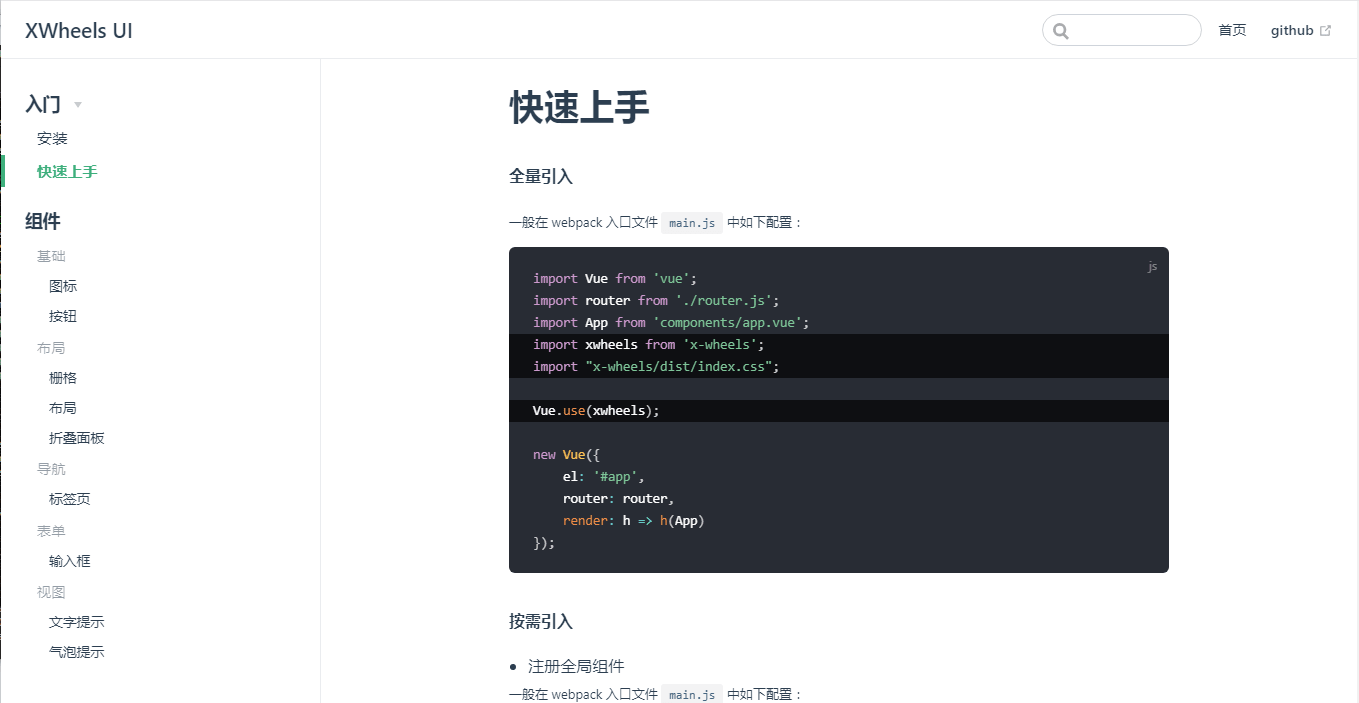 XWheels UI
首页
github
入门
安装
快速上手
组件
基础
图标
按钮
布局
栅格
布局
折叠面板
导航
标签页
表单
输入框
视图
文字提示
气泡提示
快速上手
全量引入
一般在 webpack 入口文件 main.js 中如下配置：
js
import Vue from 'vue';
import router from './router.js';
import App from 'components/app.vue';
import xwheels from 'x-wheels';
import "x-wheels/dist/index.css";
Vue.use(xwheels);
new Vue({
    el: '#app',
    router: router,
    render: h => h(App)
});
按需引入
注册全局组件
一般在 webpack 入口文件 main.js 中如下配置：